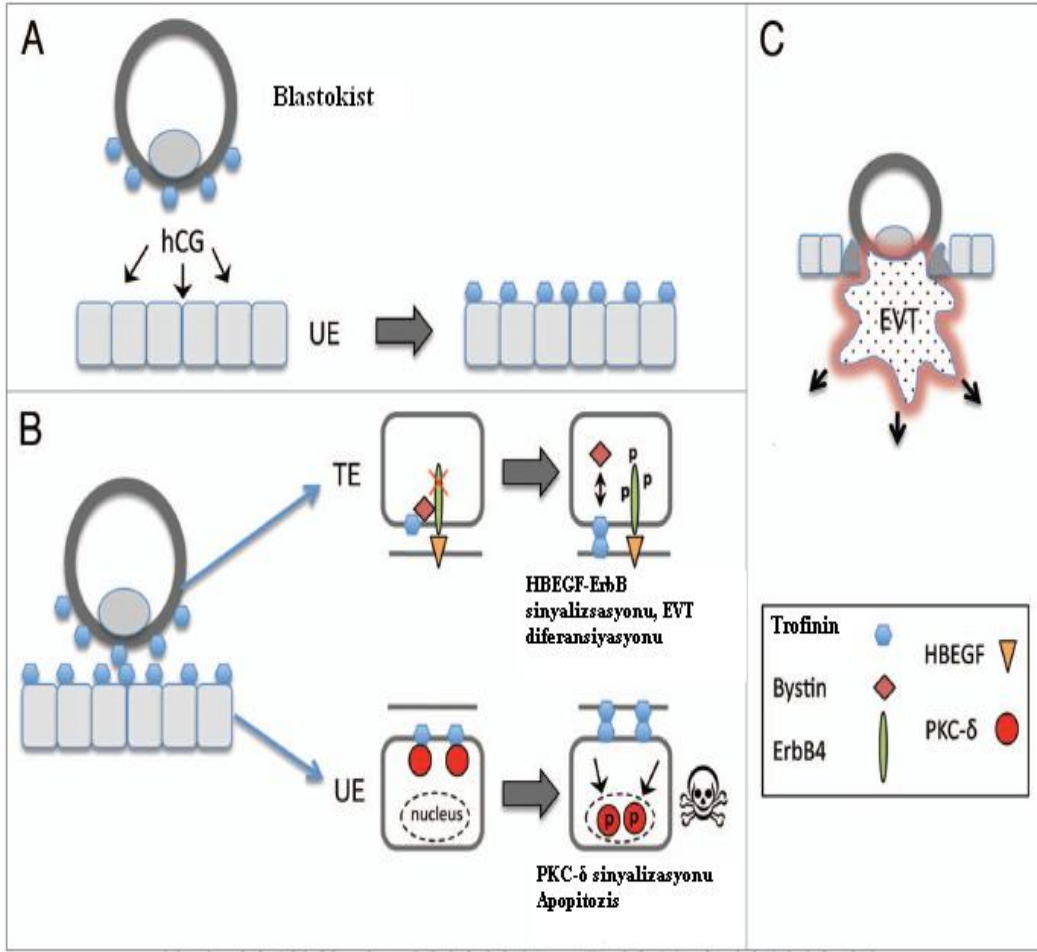 A
Blastokist
hCG
UE
B
TE
HBEGF-ErbB
sinyalizsasyonu, EVT
diferansiyasyonu
p
p
p
UE
nucleus
p
p
PKC-δ sinyalizasyonu
Apopitozis
C
EVT
Trofinin
HBEGF
Bystin
PKC-δ
ErbB4